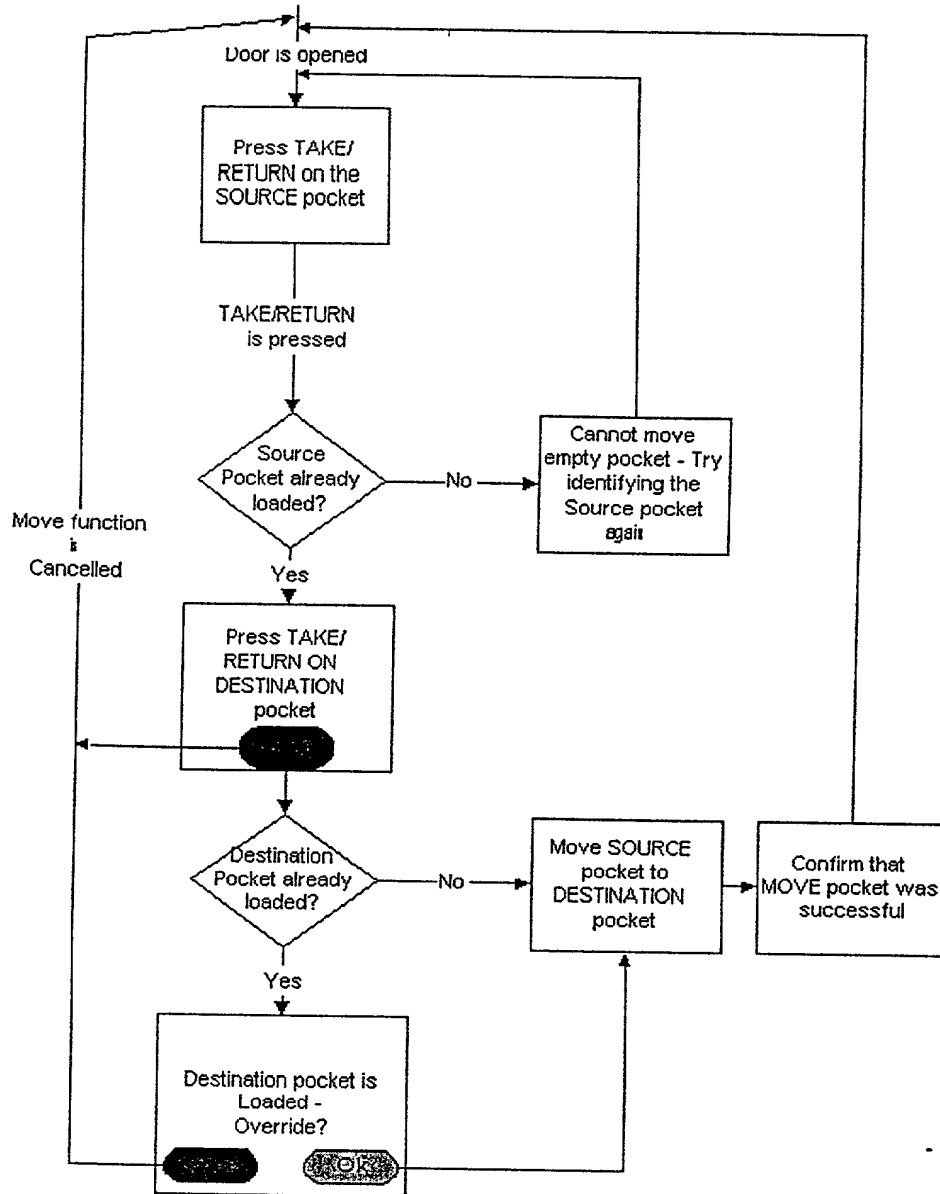 Door is opened
Press TAKE/
RETURN on the
SOURCE pocket
TAKE/RETURN
is pressed
Source
Pocket already
loaded?
No
Cannot move
empty pocket - Try
identifying the
Source pocket
again
Move function
is
Cancelled
Yes
Press TAKE/
RETURN ON
DESTINATION
pocket
Destination
Pocket already
loaded?
No
Move SOURCE
pocket to
DESTINATION
pocket
Confirm that
MOVE pocket was
successful
Yes
Destination pocket is
Loaded -
Override?
Ok